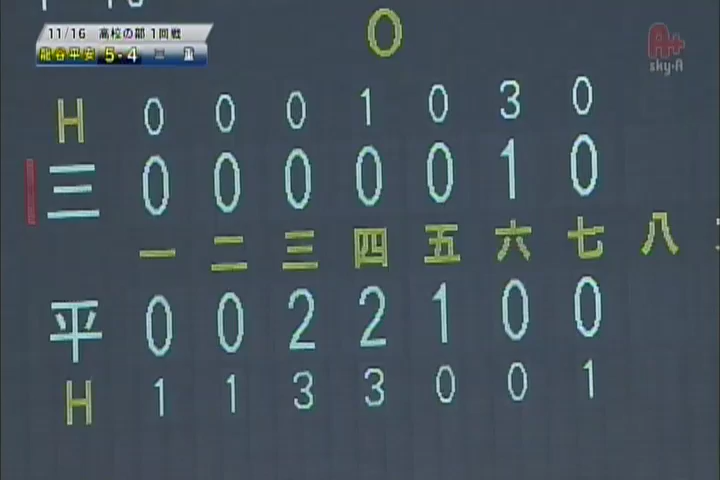 11/16 高校の部 1回戦
龍谷平安 5-4 三重
A+
sky・A
O
H 0 0 0 1 0 3 0
三 0 0 0 0 0 1 0
一 二 三 四 五 六 七 八
平 0 0 2 2 1 0 0
H 1 1 3 3 0 0 1